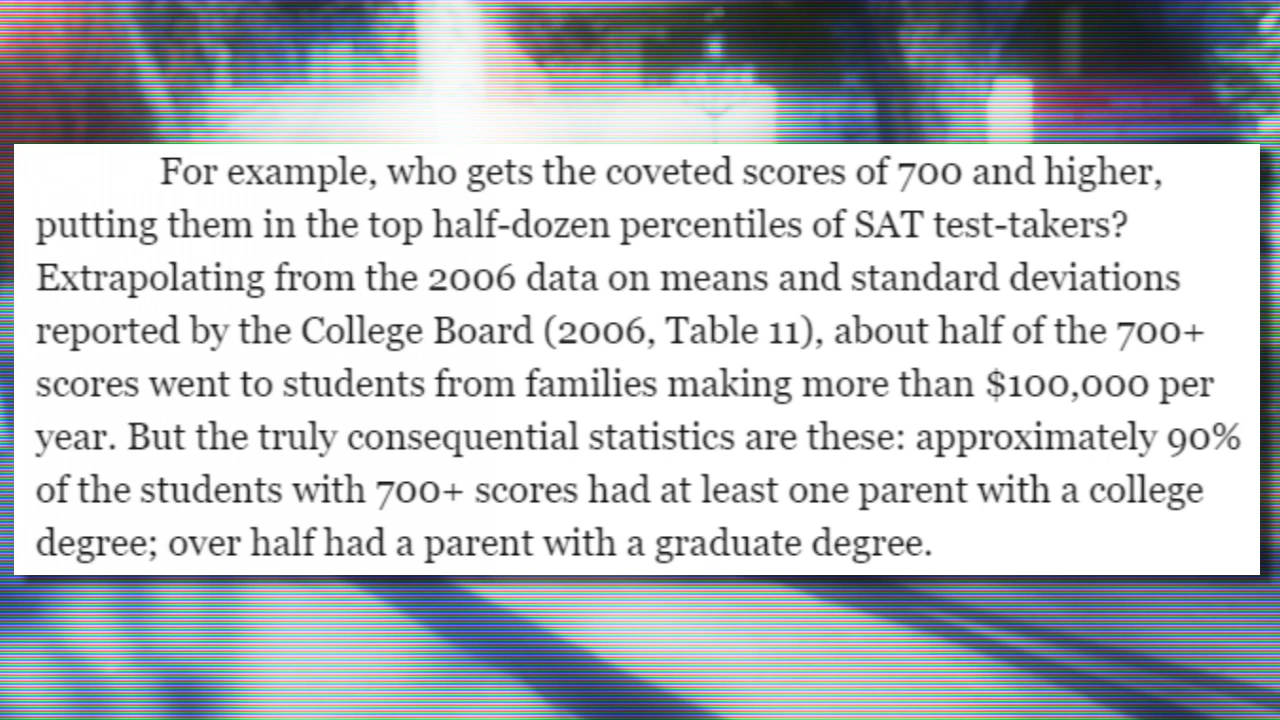 For example, who gets the coveted scores of 700 and higher,
putting them in the top half-dozen percentiles of SAT test-takers?
Extrapolating from the 2006 data on means and standard deviations
reported by the College Board (2006, Table 11), about half of the 700+
scores went to students from families making more than $100,000 per
year. But the truly consequential statistics are these: approximately 90%
of the students with 700+ scores had at least one parent with a college
degree; over half had a parent with a graduate degree.